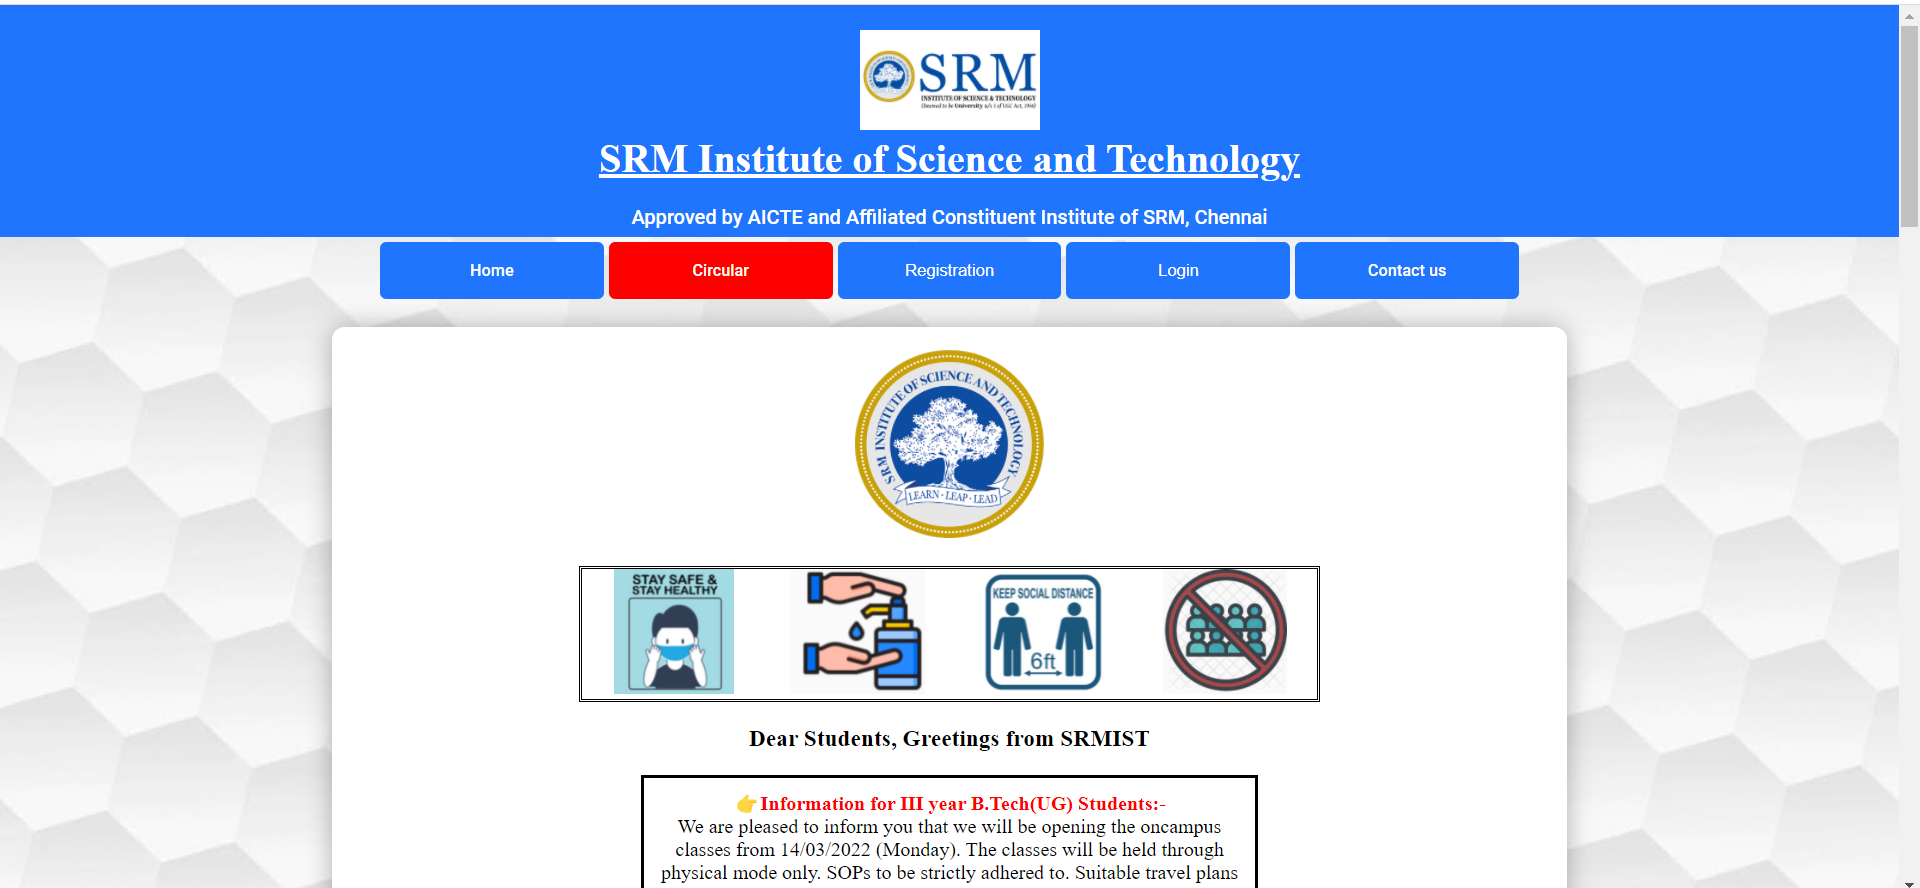 SRM
INSTITUTE OF SCIENCE & TECHNOLOGY
(Deemed to be University u/s 3 of UGC Act, 1956)
SRM Institute of Science and Technology
Approved by AICTE and Affiliated Constituent Institute of SRM, Chennai
Home Circular Registration Login Contact us
SRM INSTITUTE OF SCIENCE AND TECHNOLOGY
LEARN · LEAP · LEAD
STAY SAFE &
STAY HEALTHY
KEEP SOCIAL DISTANCE
6ft
Dear Students, Greetings from SRMIST
👉Information for III year B.Tech(UG) Students:-
We are pleased to inform you that we will be opening the oncampus
classes from 14/03/2022 (Monday). The classes will be held through
physical mode only. SOPs to be strictly adhered to. Suitable travel plans